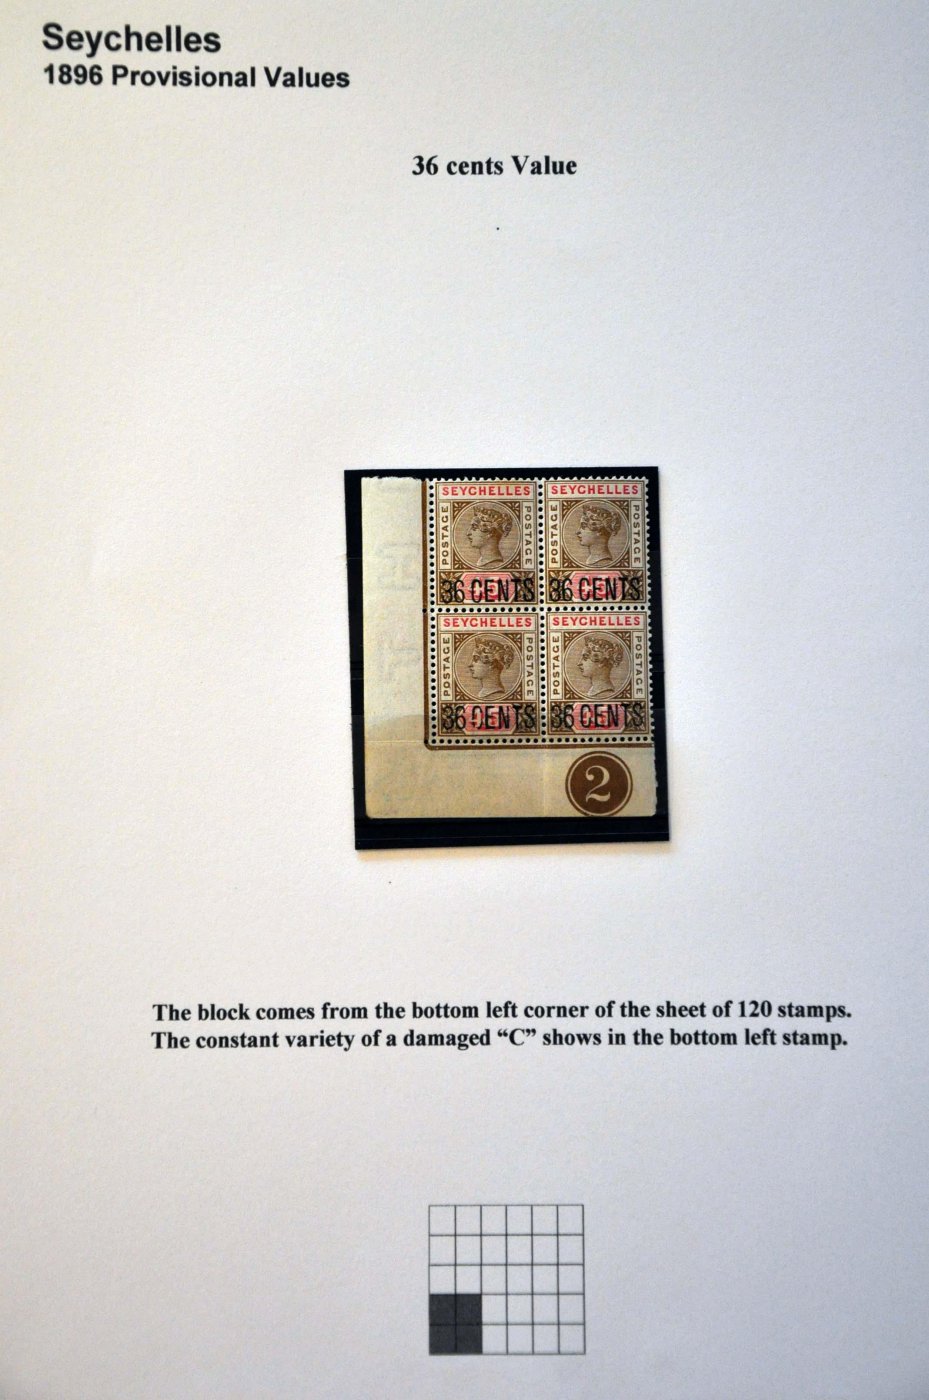 Seychelles
1896 Provisional Values
36 cents Value
SEYCHELLES SEYCHELLES
POSTAGE POSTAGE POSTAGE POSTAGE
36 CENTS 36 CENTS
SEYCHELLES SEYCHELLES
POSTAGE POSTAGE POSTAGE POSTAGE
36 CENTS 36 CENTS
2
The block comes from the bottom left corner of the sheet of 120 stamps.
The constant variety of a damaged “C” shows in the bottom left stamp.